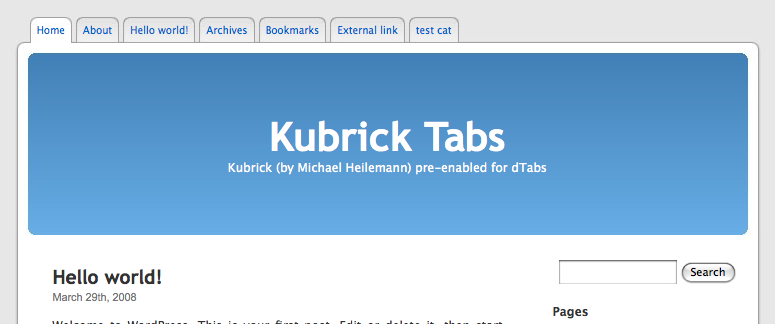 Home About Hello world! Archives Bookmarks External link test cat
Kubrick Tabs
Kubrick (by Michael Heilemann) pre-enabled for dTabs
Hello world!
March 29th, 2008
Search
Pages
Welcome to WordPress. This is your first post. Edit or delete it, then start